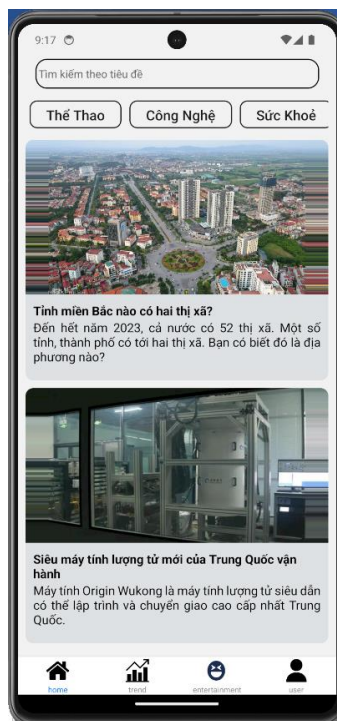 9:17
Tìm kiếm theo tiêu đề
Thể Thao
Công Nghệ
Sức Khoẻ
Tỉnh miền Bắc nào có hai thị xã?
Đến hết năm 2023, cả nước có 52 thị xã. Một số
tỉnh, thành phố có tới hai thị xã. Bạn có biết đó là địa
phương nào?
Siêu máy tính lượng tử mới của Trung Quốc vận
hành
Máy tính Origin Wukong là máy tính lượng tử siêu dẫn
có thể lập trình và chuyển giao cao cấp nhất Trung
Quốc.
home
trend
entertainment
user